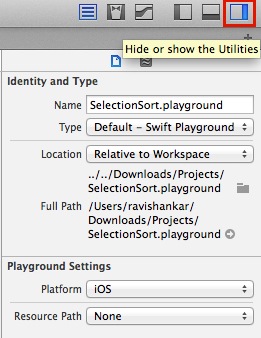 Hide or show the Utilities
Identity and Type
Name SelectionSort.playground
Type Default – Swift Playground
Location Relative to Workspace
../../Downloads/Projects/
SelectionSort.playground
Full Path /Users/ravishankar/
Downloads/Projects/
SelectionSort.playground
Playground Settings
Platform iOS
Resource Path None